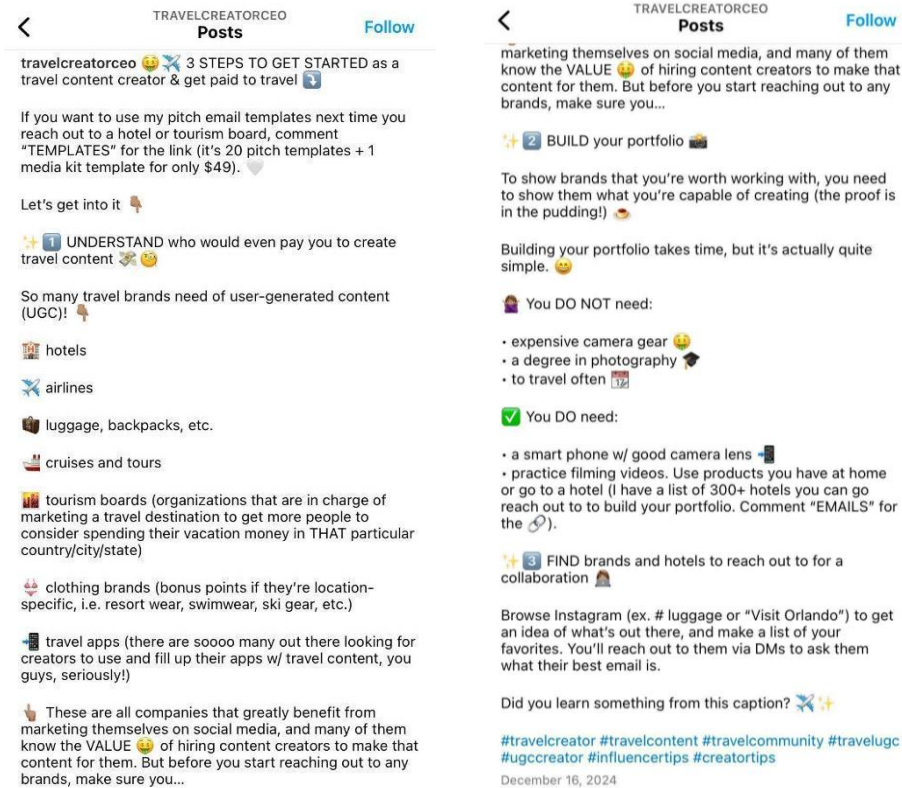 TRAVELCREATORCEO
Posts
Follow
travelcreatorceo 🤑✈️ 3 STEPS TO GET STARTED as a
travel content creator & get paid to travel ⤵️
If you want to use my pitch email templates next time you
reach out to a hotel or tourism board, comment
“TEMPLATES” for the link (it’s 20 pitch templates + 1
media kit template for only $49). 🤍
Let’s get into it 👇🏽
✨1️⃣ UNDERSTAND who would even pay you to create
travel content 💸🧐
So many travel brands need of user-generated content
(UGC)! 👇🏽
🏨 hotels
✈️ airlines
🧳 luggage, backpacks, etc.
🛳️ cruises and tours
🌇 tourism boards (organizations that are in charge of
marketing a travel destination to get more people to
consider spending their vacation money in THAT particular
country/city/state)
👙 clothing brands (bonus points if they’re location-
specific, i.e. resort wear, swimwear, ski gear, etc.)
📲 travel apps (there are soooo many out there looking for
creators to use and fill up their apps w/ travel content, you
guys, seriously!)
👆🏽 These are all companies that greatly benefit from
marketing themselves on social media, and many of them
know the VALUE 🤑 of hiring content creators to make that
content for them. But before you start reaching out to any
brands, make sure you...
TRAVELCREATORCEO
Posts
Follow
marketing themselves on social media, and many of them
know the VALUE 🤑 of hiring content creators to make that
content for them. But before you start reaching out to any
brands, make sure you...
✨2️⃣ BUILD your portfolio 📸
To show brands that you’re worth working with, you need
to show them what you’re capable of creating (the proof is
in the pudding!) 🍮
Building your portfolio takes time, but it’s actually quite
simple. 😄
🙅🏽‍♀️ You DO NOT need:
• expensive camera gear 🤑
• a degree in photography 🎓
• to travel often 📆
✅ You DO need:
• a smart phone w/ good camera lens 📲
• practice filming videos. Use products you have at home
or go to a hotel (I have a list of 300+ hotels you can go
reach out to to build your portfolio. Comment “EMAILS” for
the 🔗).
✨3️⃣ FIND brands and hotels to reach out to for a
collaboration 👩🏽‍💻
Browse Instagram (ex. # luggage or “Visit Orlando”) to get
an idea of what’s out there, and make a list of your
favorites. You’ll reach out to them via DMs to ask them
what their best email is.
Did you learn something from this caption? ✈️✨
#travelcreator #travelcontent #travelcommunity #travelugc
#ugccreator #influencertips #creatortips
December 16, 2024